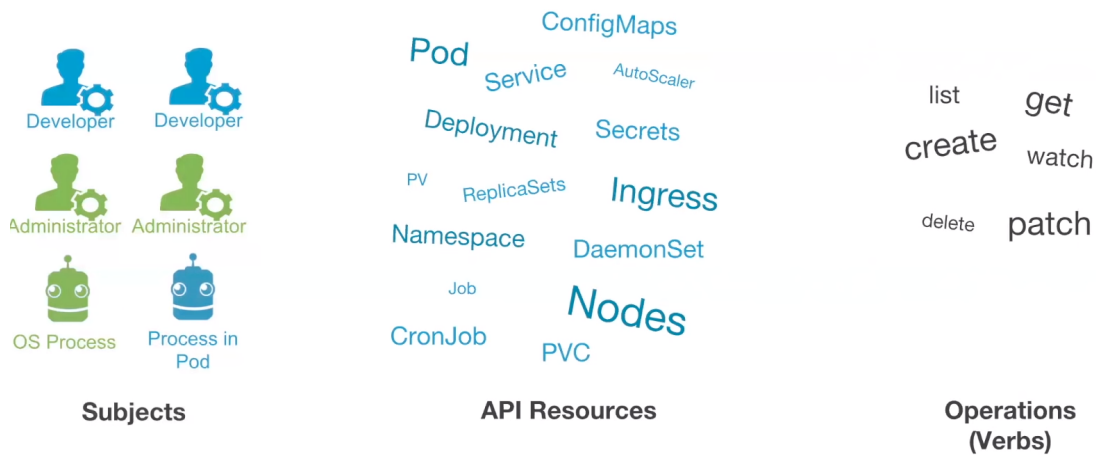 Developer
Developer
Administrator
Administrator
OS Process
Process in
Pod
Subjects
ConfigMaps
Pod
Service
AutoScaler
Deployment
Secrets
PV
ReplicaSets
Ingress
Namespace
DaemonSet
Job
Nodes
CronJob
PVC
API Resources
list
get
create
watch
delete
patch
Operations
(Verbs)